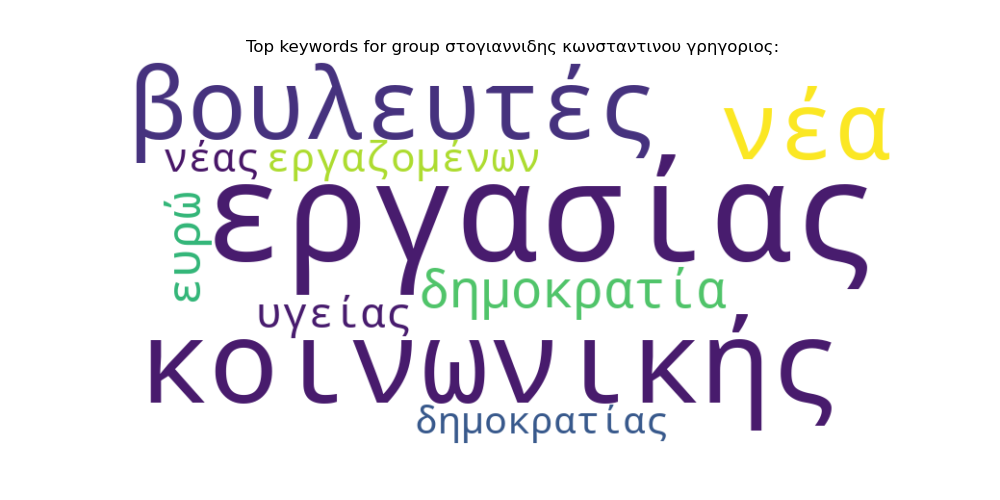 Top keywords for group στογιαννιδης κωνσταντινου γρηγοριος:
βουλευτές
νέα
νέας
εργαζομένων
εργασίας
ευρώ
δημοκρατία
υγείας
κοινωνικής
δημοκρατίας